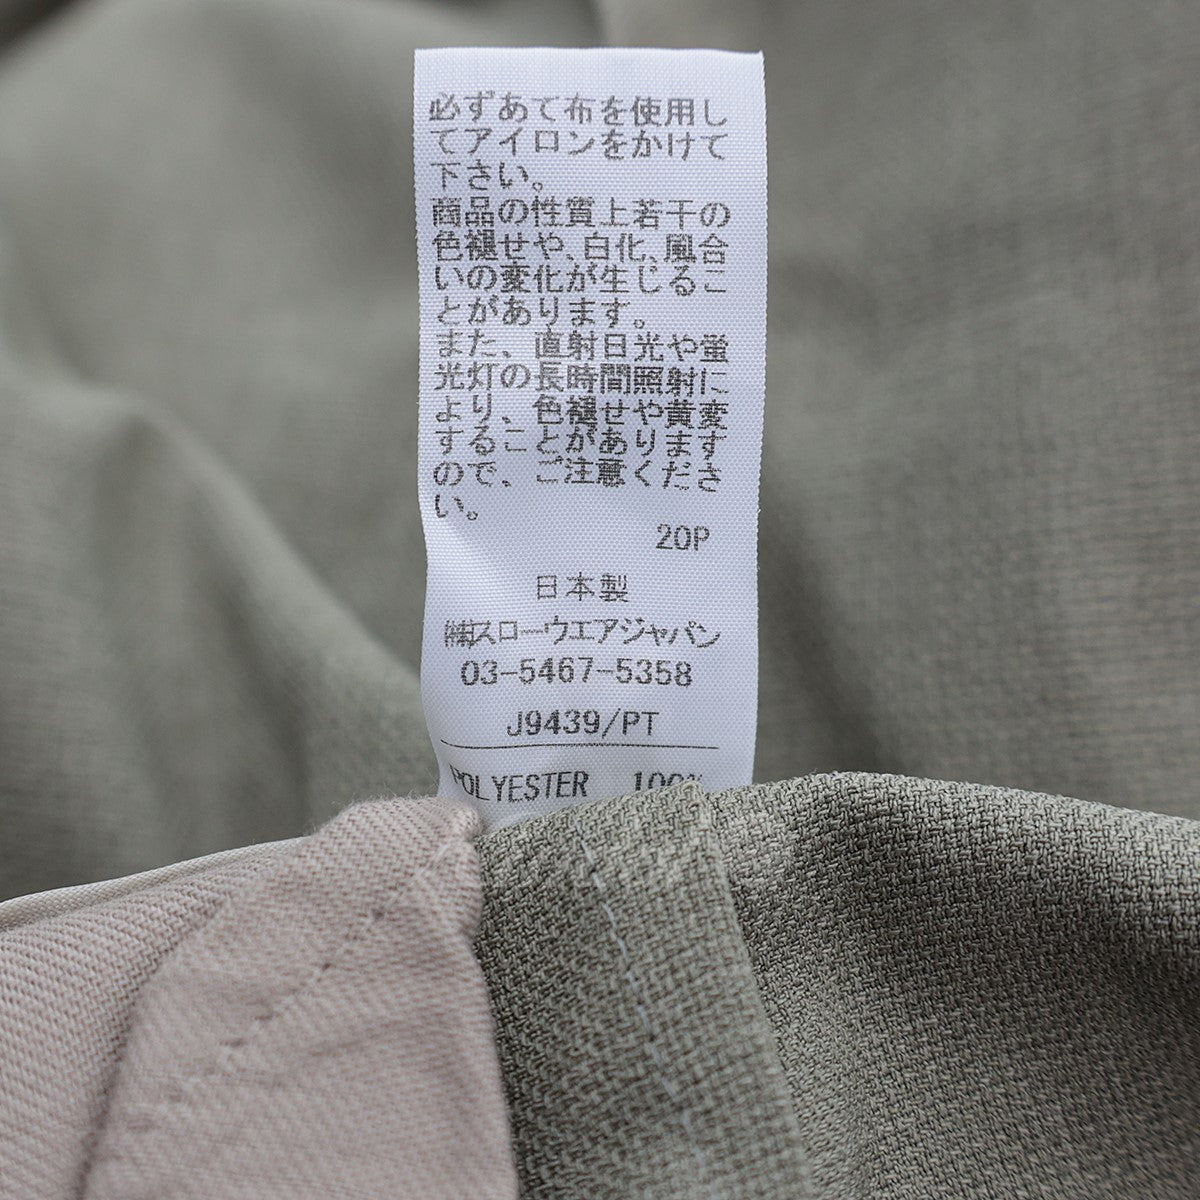 必ずあて布を使用し
てアイロンをかけて
下さい。
商品の性質上若干の
色褪せや、白化、風合
いの変化が生じるこ
とがあります。
また、直射日光や蛍
光灯の長時間照射に
より、色褪せや黄変
することがあります
ので、ご注意くださ
い。
20P
日本製
㈱スローウエアジャパン
03-5467-5358
J9439/PT
POLYESTER 100%